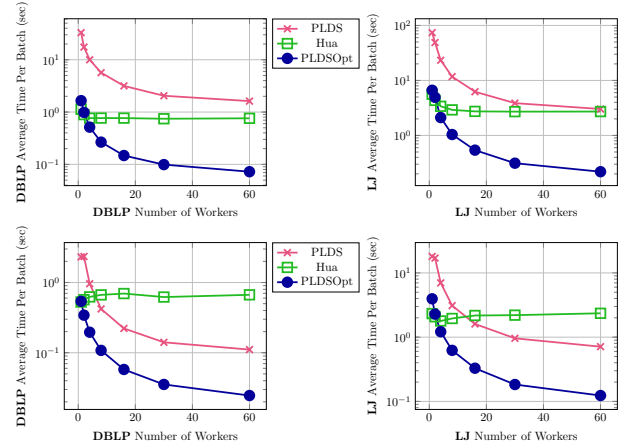 DBLP Average Time Per Batch (sec)
10^1
10^0
10^-1
0
20
40
60
DBLP Number of Workers
PLDS
Hua
PLDSOpt
LJ Average Time Per Batch (sec)
10^2
10^1
10^0
0
20
40
60
LJ Number of Workers
DBLP Average Time Per Batch (sec)
10^0
10^-1
0
20
40
60
DBLP Number of Workers
PLDS
Hua
PLDSOpt
LJ Average Time Per Batch (sec)
10^1
10^0
10^-1
0
20
40
60
LJ Number of Workers